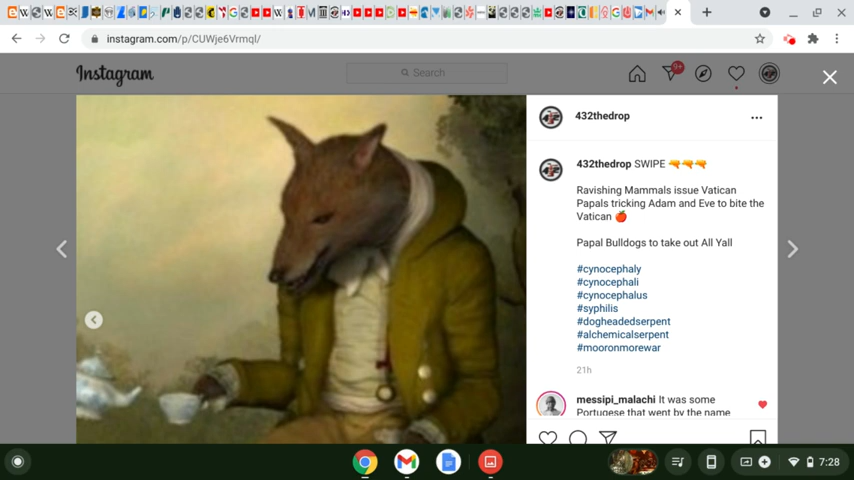 instagram.com/p/CUWje6Vrmql/
Instagram
Search
9+
432thedrop
432thedrop SWIPE
Ravishing Mammals issue Vatican
Papals tricking Adam and Eve to bite the
Vatican
Papal Bulldogs to take out All Yall
#cynocephaly
#cynocephali
#cynocephalus
#syphilis
#dogheadedserpent
#alchemicalserpent
#mooronmorewar
21h
messipi_malachi It was some
Portugese that went by the name
7:28